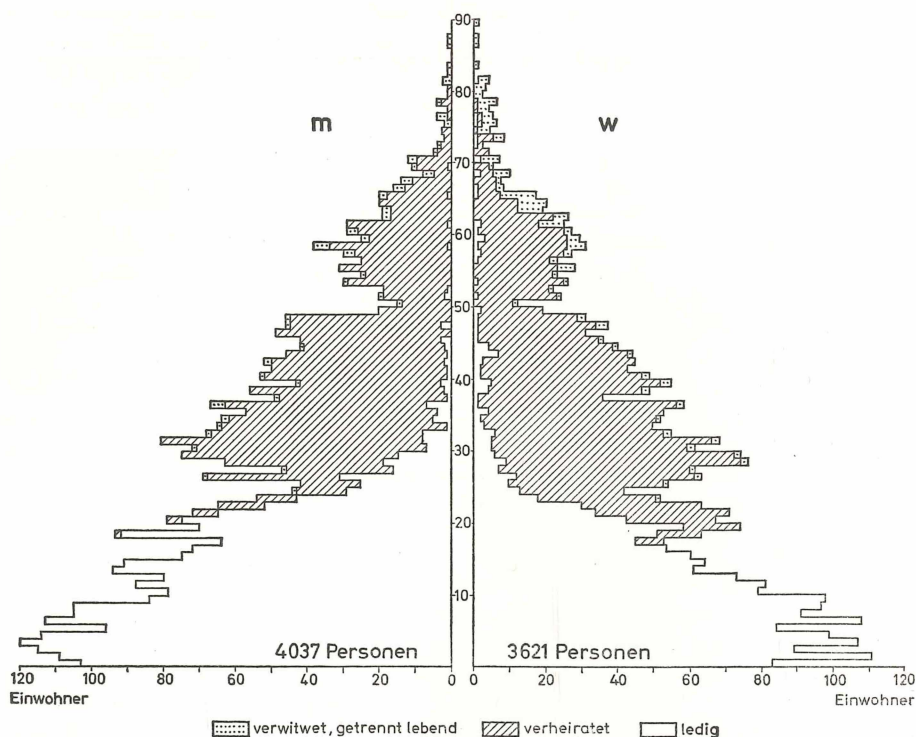 90
80
m
w
70
60
50
40
30
20
10
4037 Personen
3621 Personen
120 100 80 60 40 20 0 0 20 40 60 80 100 120
Einwohner
Einwohner
verwitwet, getrennt lebend
verheiratet
ledig